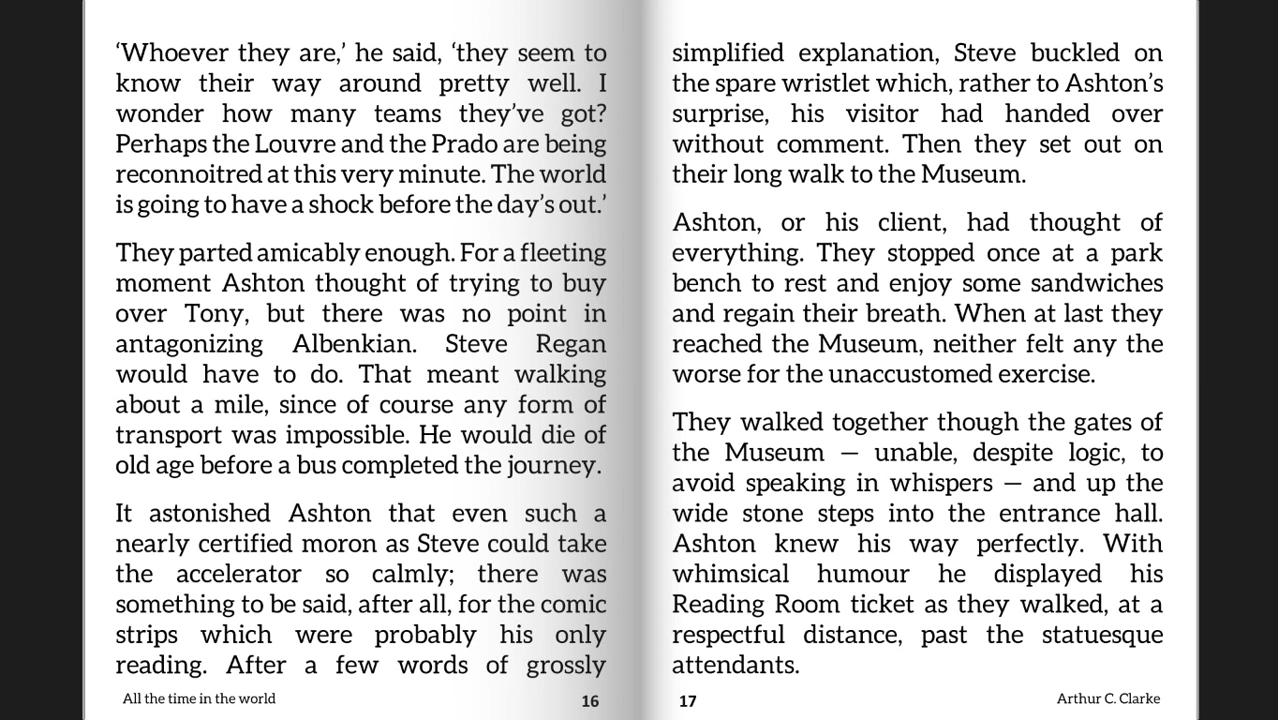 ‘Whoever they are,’ he said, ‘they seem to
know their way around pretty well. I
wonder how many teams they’ve got?
Perhaps the Louvre and the Prado are being
reconnoitred at this very minute. The world
is going to have a shock before the day’s out.’
They parted amicably enough. For a fleeting
moment Ashton thought of trying to buy
over Tony, but there was no point in
antagonizing Albenkian. Steve Regan
would have to do. That meant walking
about a mile, since of course any form of
transport was impossible. He would die of
old age before a bus completed the journey.
It astonished Ashton that even such a
nearly certified moron as Steve could take
the accelerator so calmly; there was
something to be said, after all, for the comic
strips which were probably his only
reading. After a few words of grossly
All the time in the world
16
simplified explanation, Steve buckled on
the spare wristlet which, rather to Ashton’s
surprise, his visitor had handed over
without comment. Then they set out on
their long walk to the Museum.
Ashton, or his client, had thought of
everything. They stopped once at a park
bench to rest and enjoy some sandwiches
and regain their breath. When at last they
reached the Museum, neither felt any the
worse for the unaccustomed exercise.
They walked together though the gates of
the Museum — unable, despite logic, to
avoid speaking in whispers — and up the
wide stone steps into the entrance hall.
Ashton knew his way perfectly. With
whimsical humour he displayed his
Reading Room ticket as they walked, at a
respectful distance, past the statuesque
attendants.
17
Arthur C. Clarke